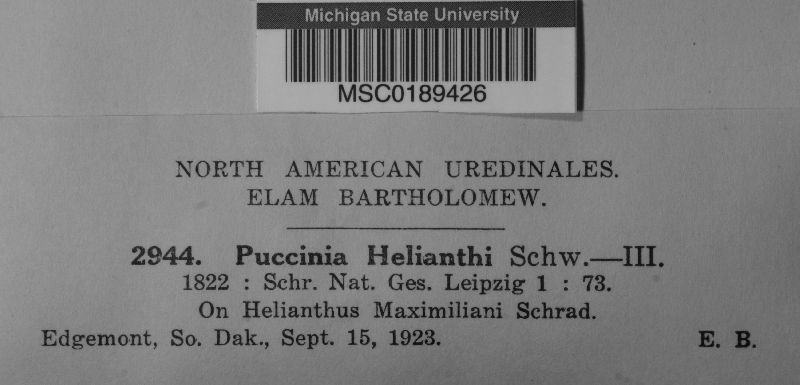 Michigan State University
MSC0189426
NORTH AMERICAN UREDINALES.
ELAM BARTHOLOMEW.
2944. Puccinia Helianthi Schw.—III.
1822 : Schr. Nat. Ges. Leipzig 1 : 73.
On Helianthus Maximiliani Schrad.
Edgemont, So. Dak., Sept. 15, 1923. E. B.